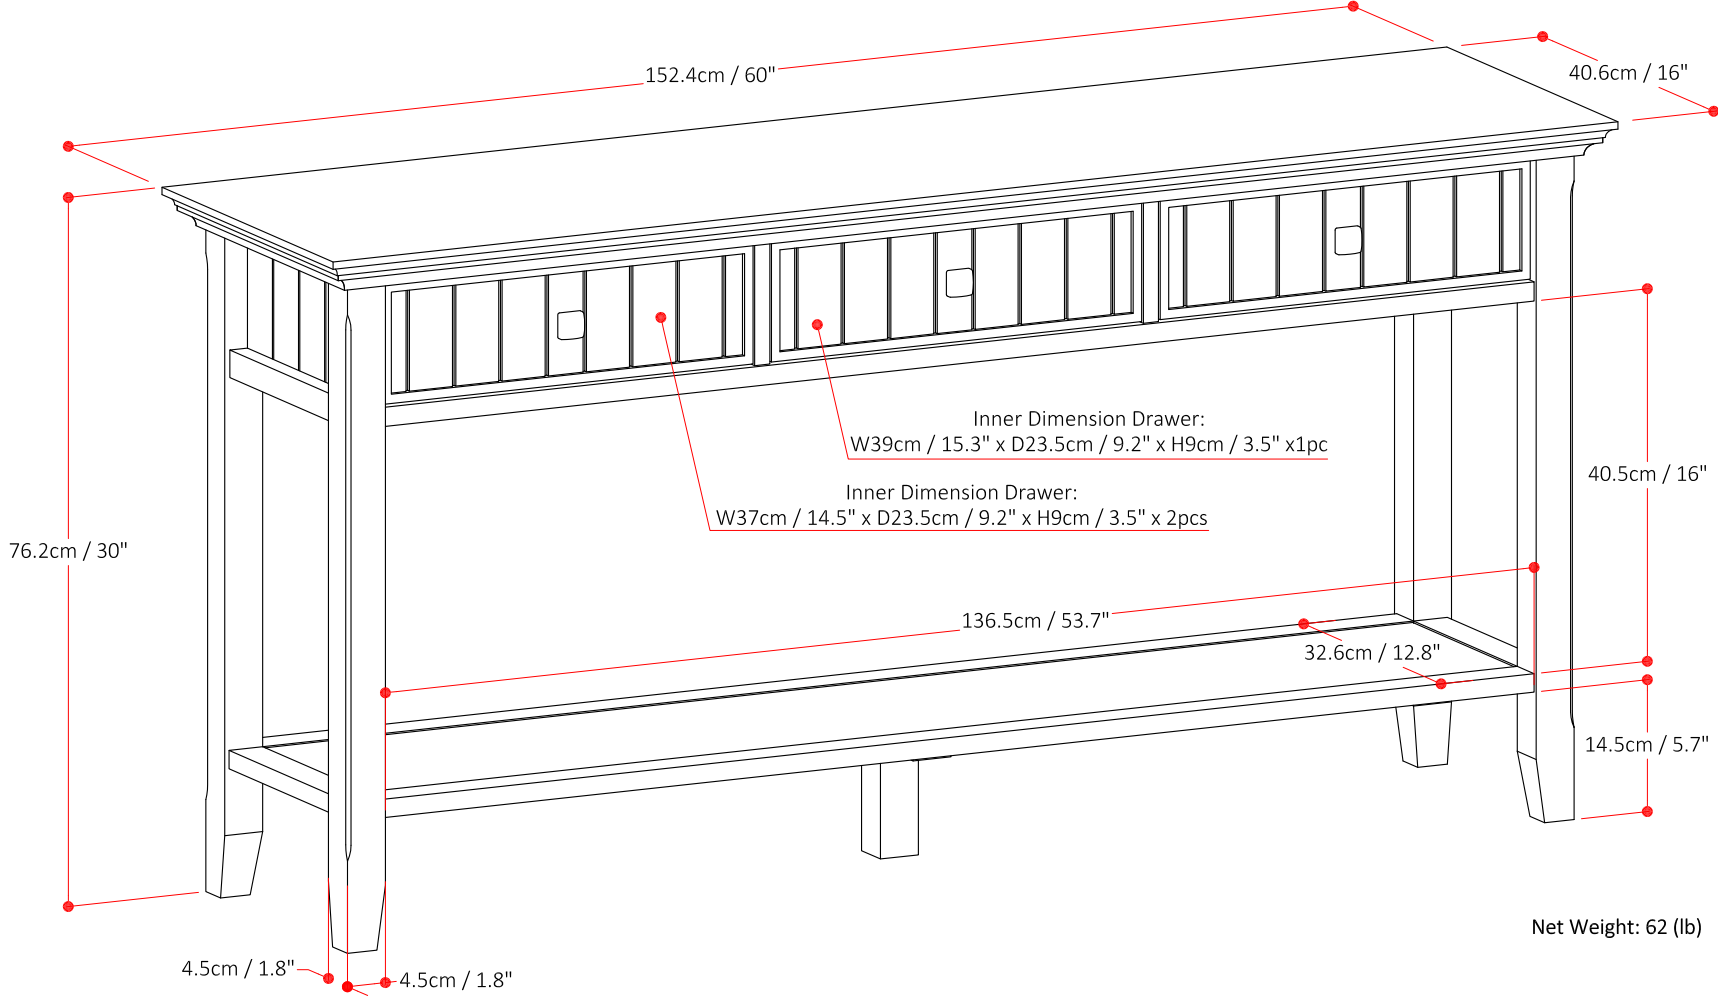 152.4cm / 60"
40.6cm / 16"
Inner Dimension Drawer:
W39cm / 15.3" x D23.5cm / 9.2" x H9cm / 3.5" x1pc
40.5cm / 16"
Inner Dimension Drawer:
W37cm / 14.5" x D23.5cm / 9.2" x H9cm / 3.5" x 2pcs
76.2cm / 30"
136.5cm / 53.7"
32.6cm / 12.8"
14.5cm / 5.7"
Net Weight: 62 (lb)
4.5cm / 1.8"
4.5cm / 1.8"